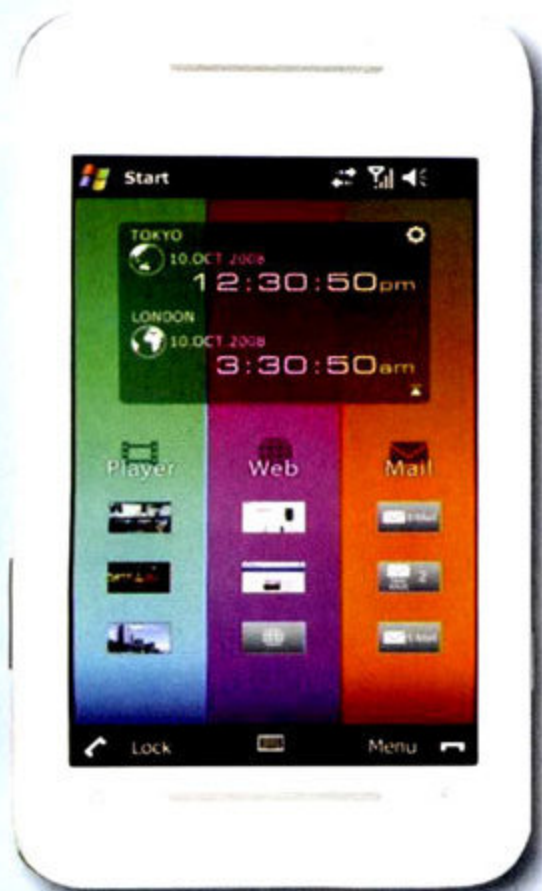 Start
TOKYO
10.OCT 2008
12:30:50pm
LONDON
10.OCT 2008
3:30:50am
Player Web Mail
2
Lock Menu